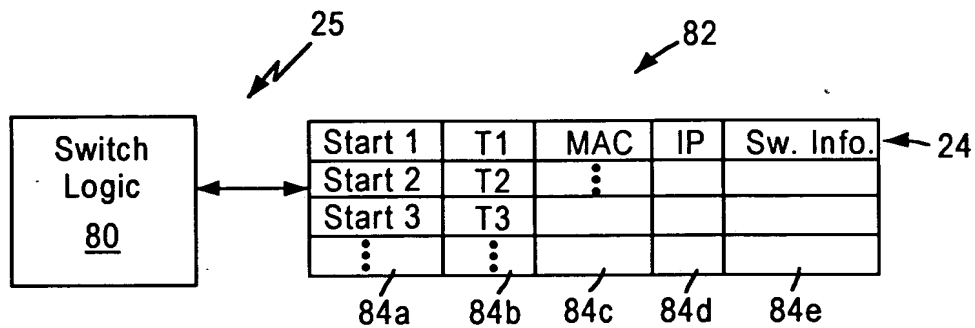 25
82
Switch Logic 80
Start 1 T1 MAC IP Sw. Info. 24
Start 2 T2
Start 3 T3
84a 84b 84c 84d 84e